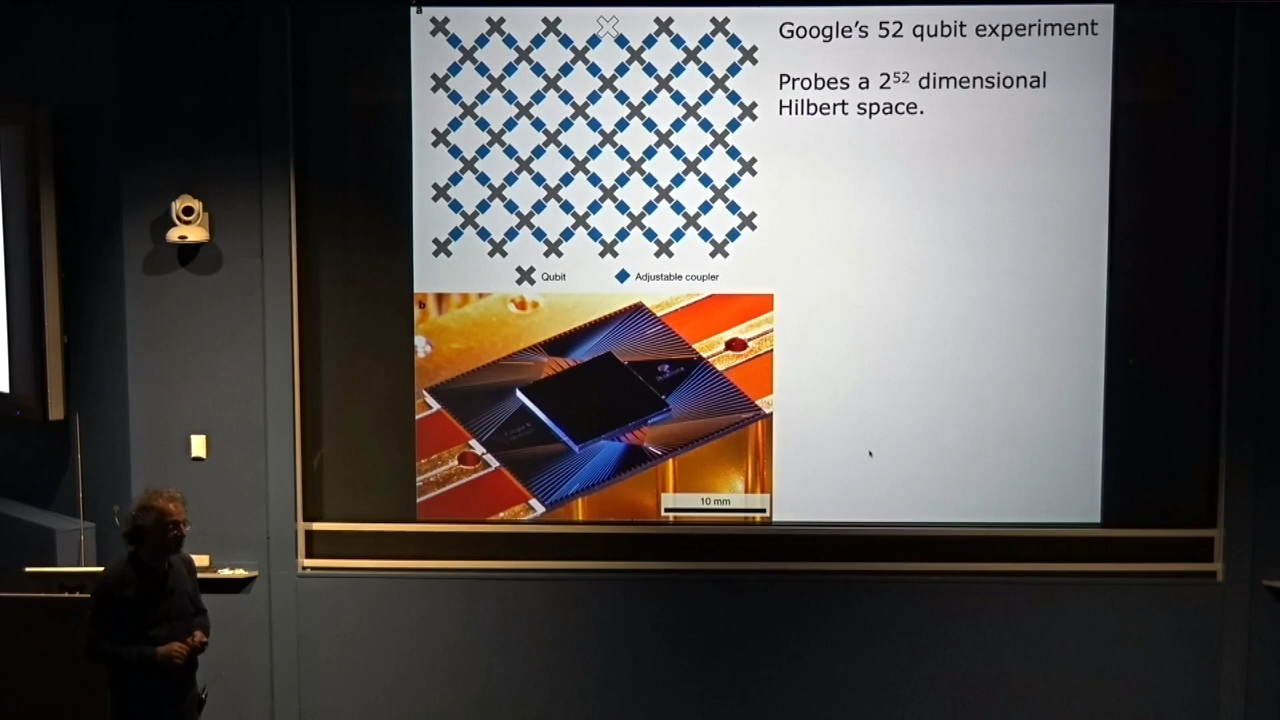 a
Google's 52 qubit experiment
Probes a 2⁵² dimensional
Hilbert space.
Qubit
Adjustable coupler
b
10 mm